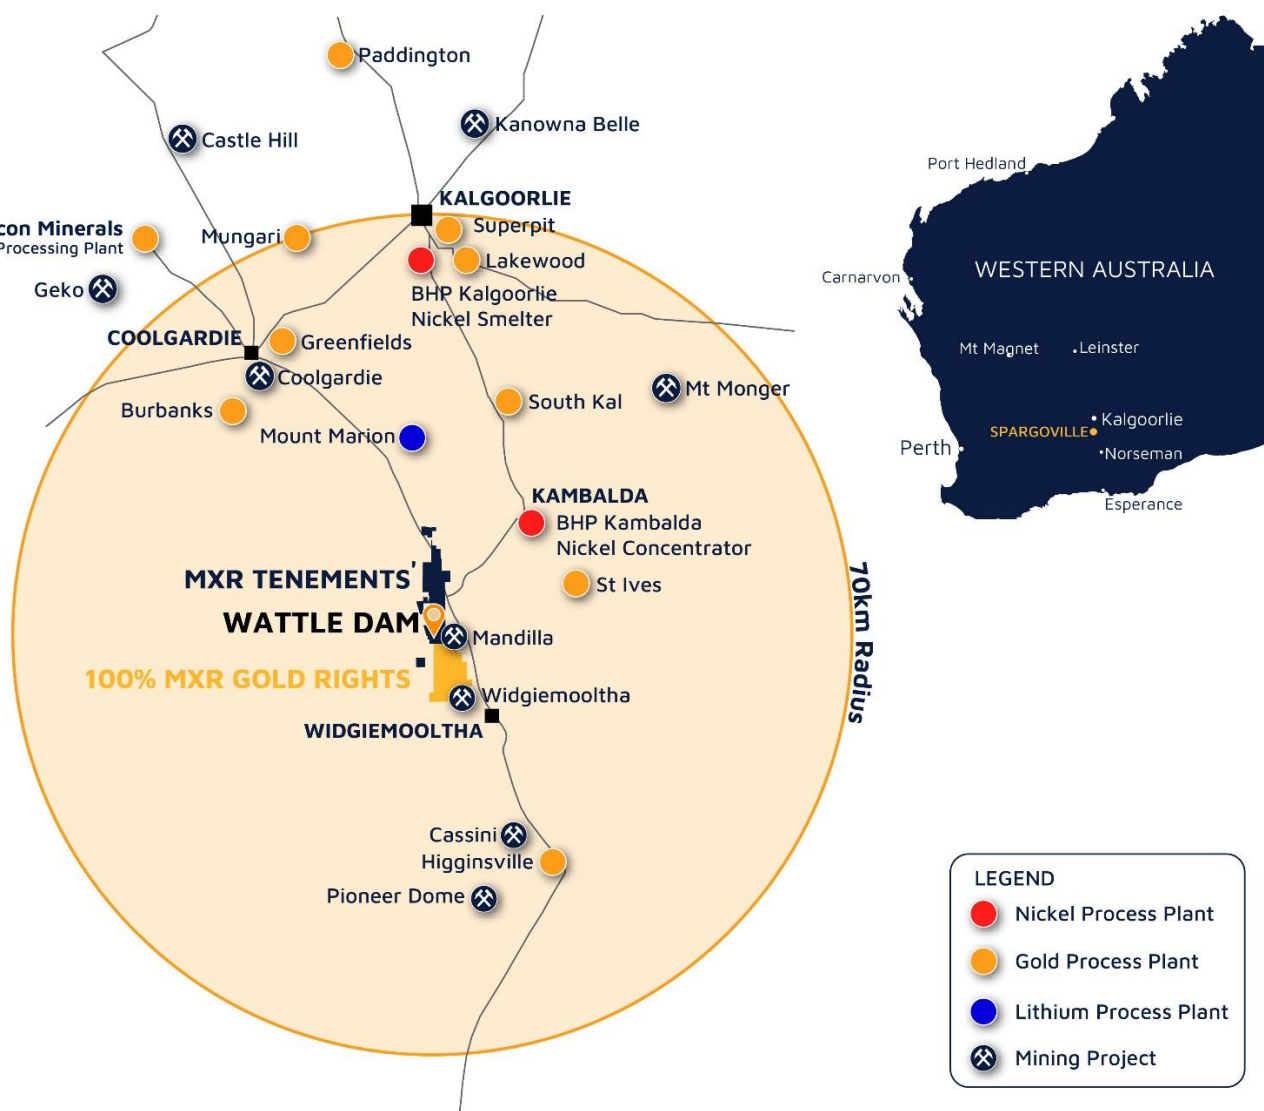 Paddington
Kanowna Belle
Castle Hill
KALGOORLIE
Superpit
con Minerals
Processing Plant
Mungari
Lakewood
Geko
BHP Kalgoorlie
Nickel Smelter
COOLGARDIE
Greenfields
Coolgardie
Mt Monger
Burbanks
South Kal
Mount Marion
KAMBALDA
BHP Kambalda
Nickel Concentrator
MXR TENEMENTS'
St Ives
WATTLE DAM
Mandilla
100% MXR GOLD RIGHTS
Widgiemooltha
WIDGIEMOOLTHA
70km Radius
Cassini
Higginsville
Pioneer Dome
Port Hedland
WESTERN AUSTRALIA
Carnarvon
Mt Magnet
Leinster
Kalgoorlie
SPARGOVILLE
Perth
Norseman
Esperance
LEGEND
Nickel Process Plant
Gold Process Plant
Lithium Process Plant
Mining Project